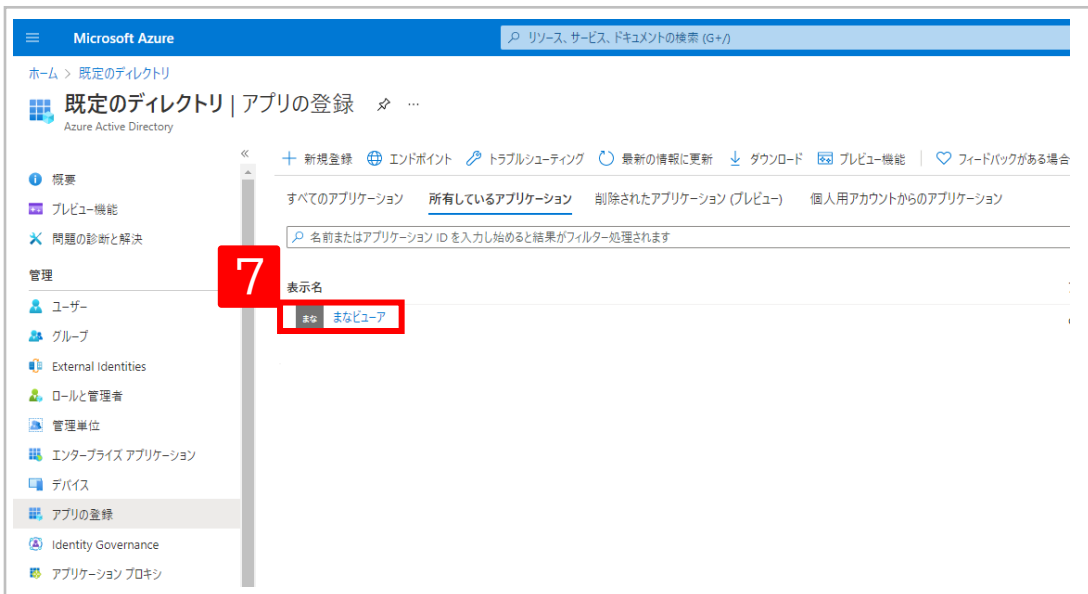 Microsoft Azure
リソース、サービス、ドキュメントの検索 (G+/)
ホーム > 既定のディレクトリ
既定のディレクトリ | アプリの登録 …
Azure Active Directory
«
+ 新規登録 エンドポイント トラブルシューティング 最新の情報に更新 ダウンロード プレビュー機能 フィードバックがある場合
すべてのアプリケーション 所有しているアプリケーション 削除されたアプリケーション (プレビュー) 個人用アカウントからのアプリケーション
名前またはアプリケーション ID を入力し始めると結果がフィルター処理されます
7
表示名
まな まなビューア
概要
プレビュー機能
問題の診断と解決
管理
ユーザー
グループ
External Identities
ロールと管理者
管理単位
エンタープライズ アプリケーション
デバイス
アプリの登録
Identity Governance
アプリケーション プロキシ